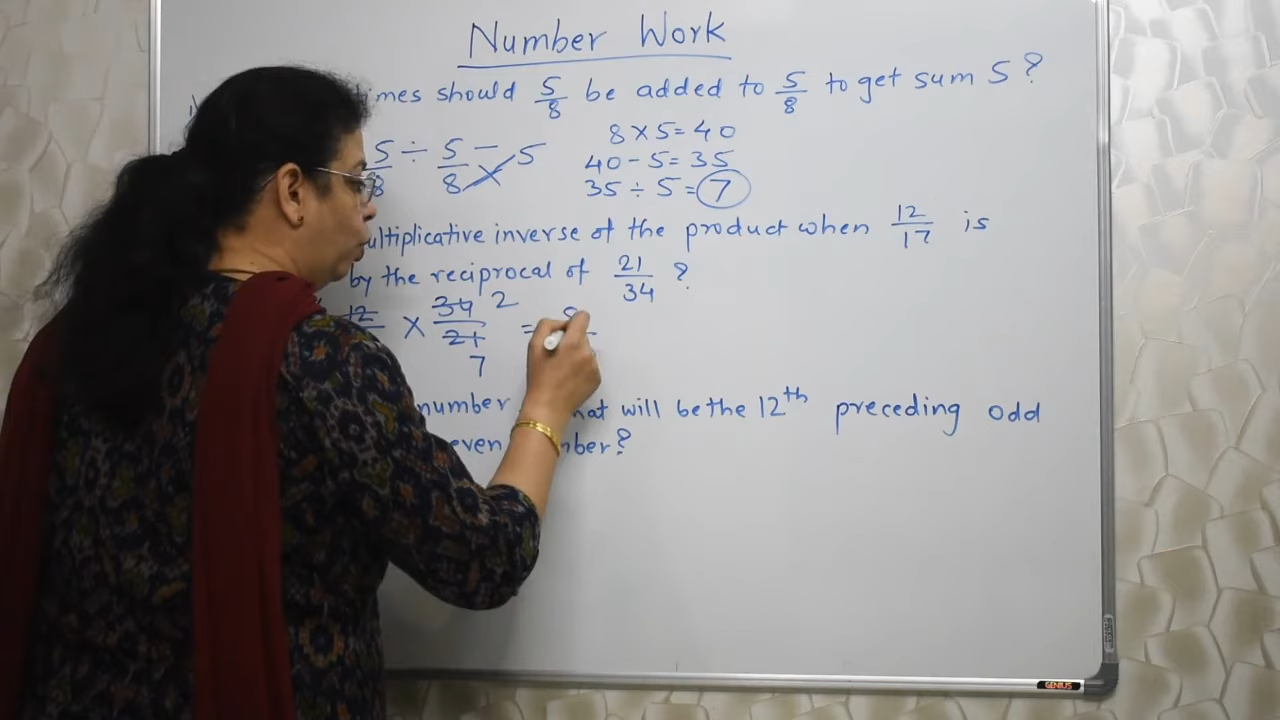 Number Work
times should 5/8 be added to 5/8 to get sum 5?
5/8 ÷ 5/8 = 5
8 × 5 = 40
40 - 5 = 35
35 ÷ 5 = 7
multiplicative inverse of the product when 12/17 is
by the reciprocal of 21/34 ?
12 × 34/21 2 = 8
7
number what will be the 12th preceding odd
even number?
GENIUS